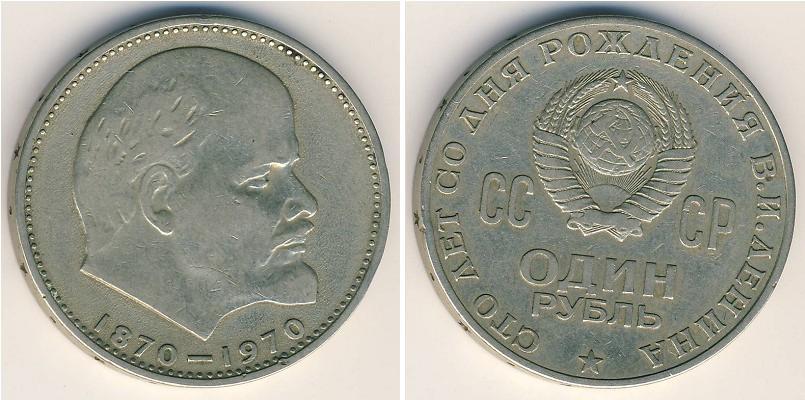 1870—1970
СТО ЛЕТ СО ДНЯ РОЖДЕНИЯ В.И.ЛЕНИНА
СС СР
ОДИН
РУБЛЬ